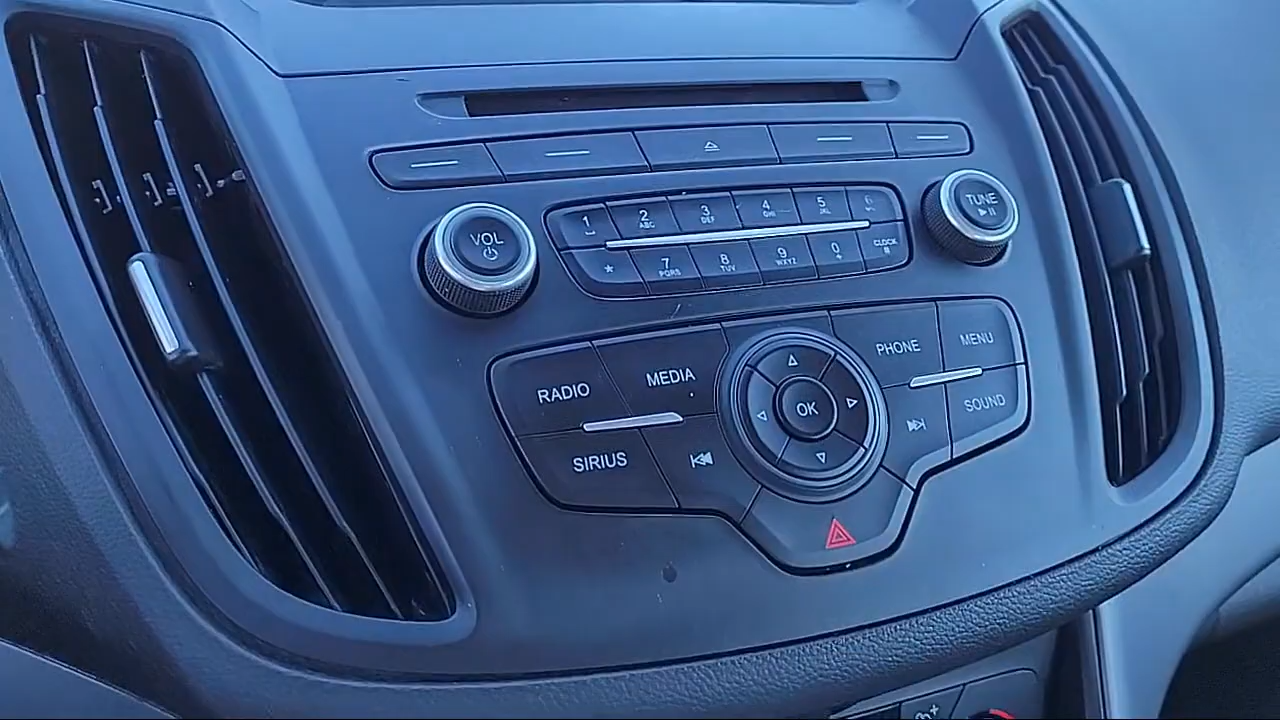 VOL
1
2
ABC
3
DEF
4
GHI
5
JKL
6
*
7
PQRS
8
TUV
9
WXYZ
0
+
CLOCK
TUNE
RADIO
MEDIA
PHONE
MENU
SIRIUS
OK
SOUND